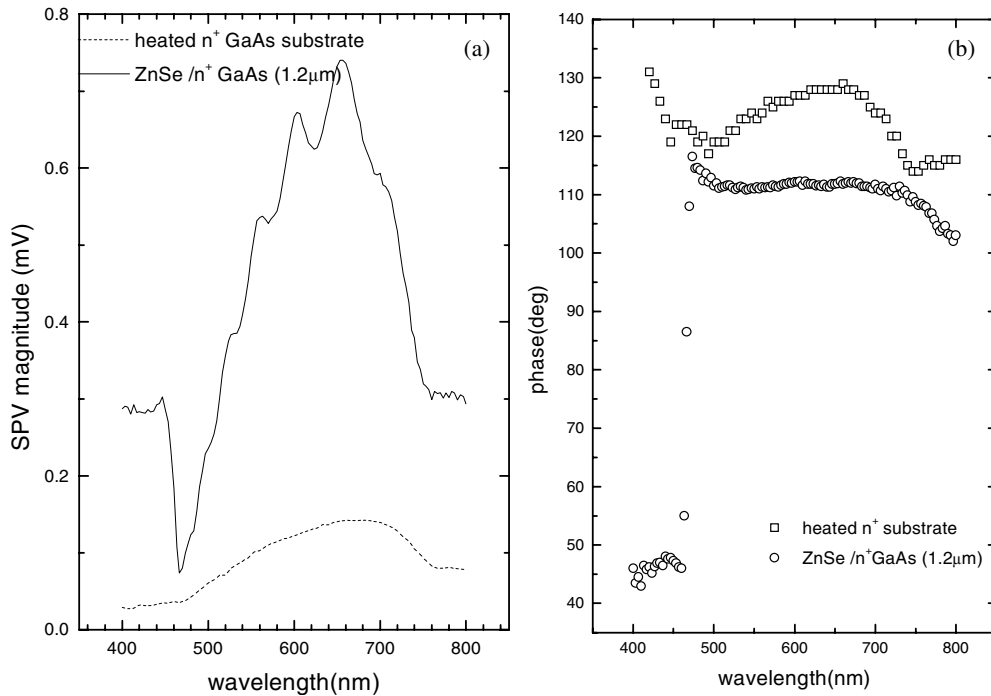 0.8
0.6
0.4
0.2
0.0
400 500 600 700 800
SPV magnitude (mV)
wavelength(nm)
heated n⁺ GaAs substrate
ZnSe /n⁺ GaAs (1.2μm)
(a)
140
130
120
110
100
90
80
70
60
50
40
400 500 600 700 800
phase(deg)
wavelength(nm)
(b)
heated n⁺ substrate
ZnSe /n⁺GaAs (1.2μm)